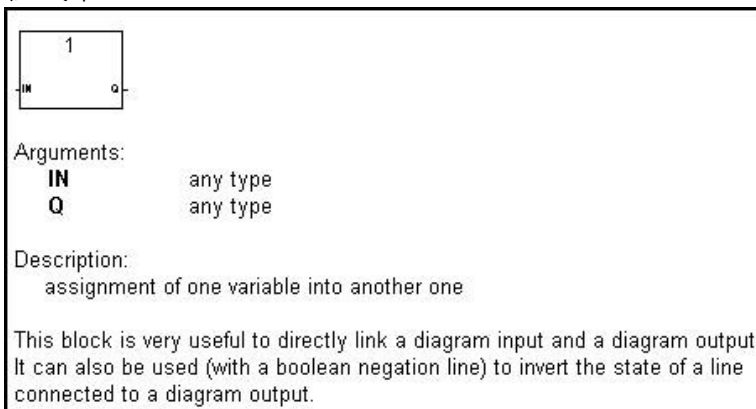 1
IN Q
Arguments:
IN any type
Q any type
Description:
assignment of one variable into another one
This block is very useful to directly link a diagram input and a diagram output
It can also be used (with a boolean negation line) to invert the state of a line
connected to a diagram output.